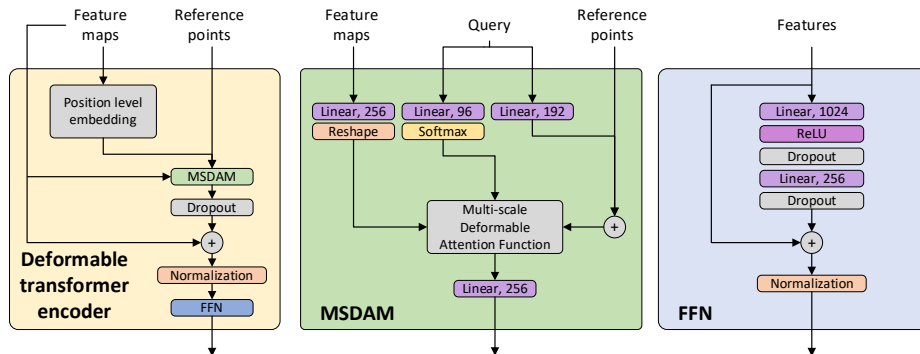 Feature
maps
Reference
points
Position level
embedding
MSDAM
Dropout
+
Normalization
FFN
Deformable
transformer
encoder
Feature
maps
Query
Reference
points
Linear, 256
Reshape
Linear, 96
Softmax
Linear, 192
Multi-scale
Deformable
Attention Function
+
Linear, 256
MSDAM
Features
Linear, 1024
ReLU
Dropout
Linear, 256
Dropout
+
Normalization
FFN